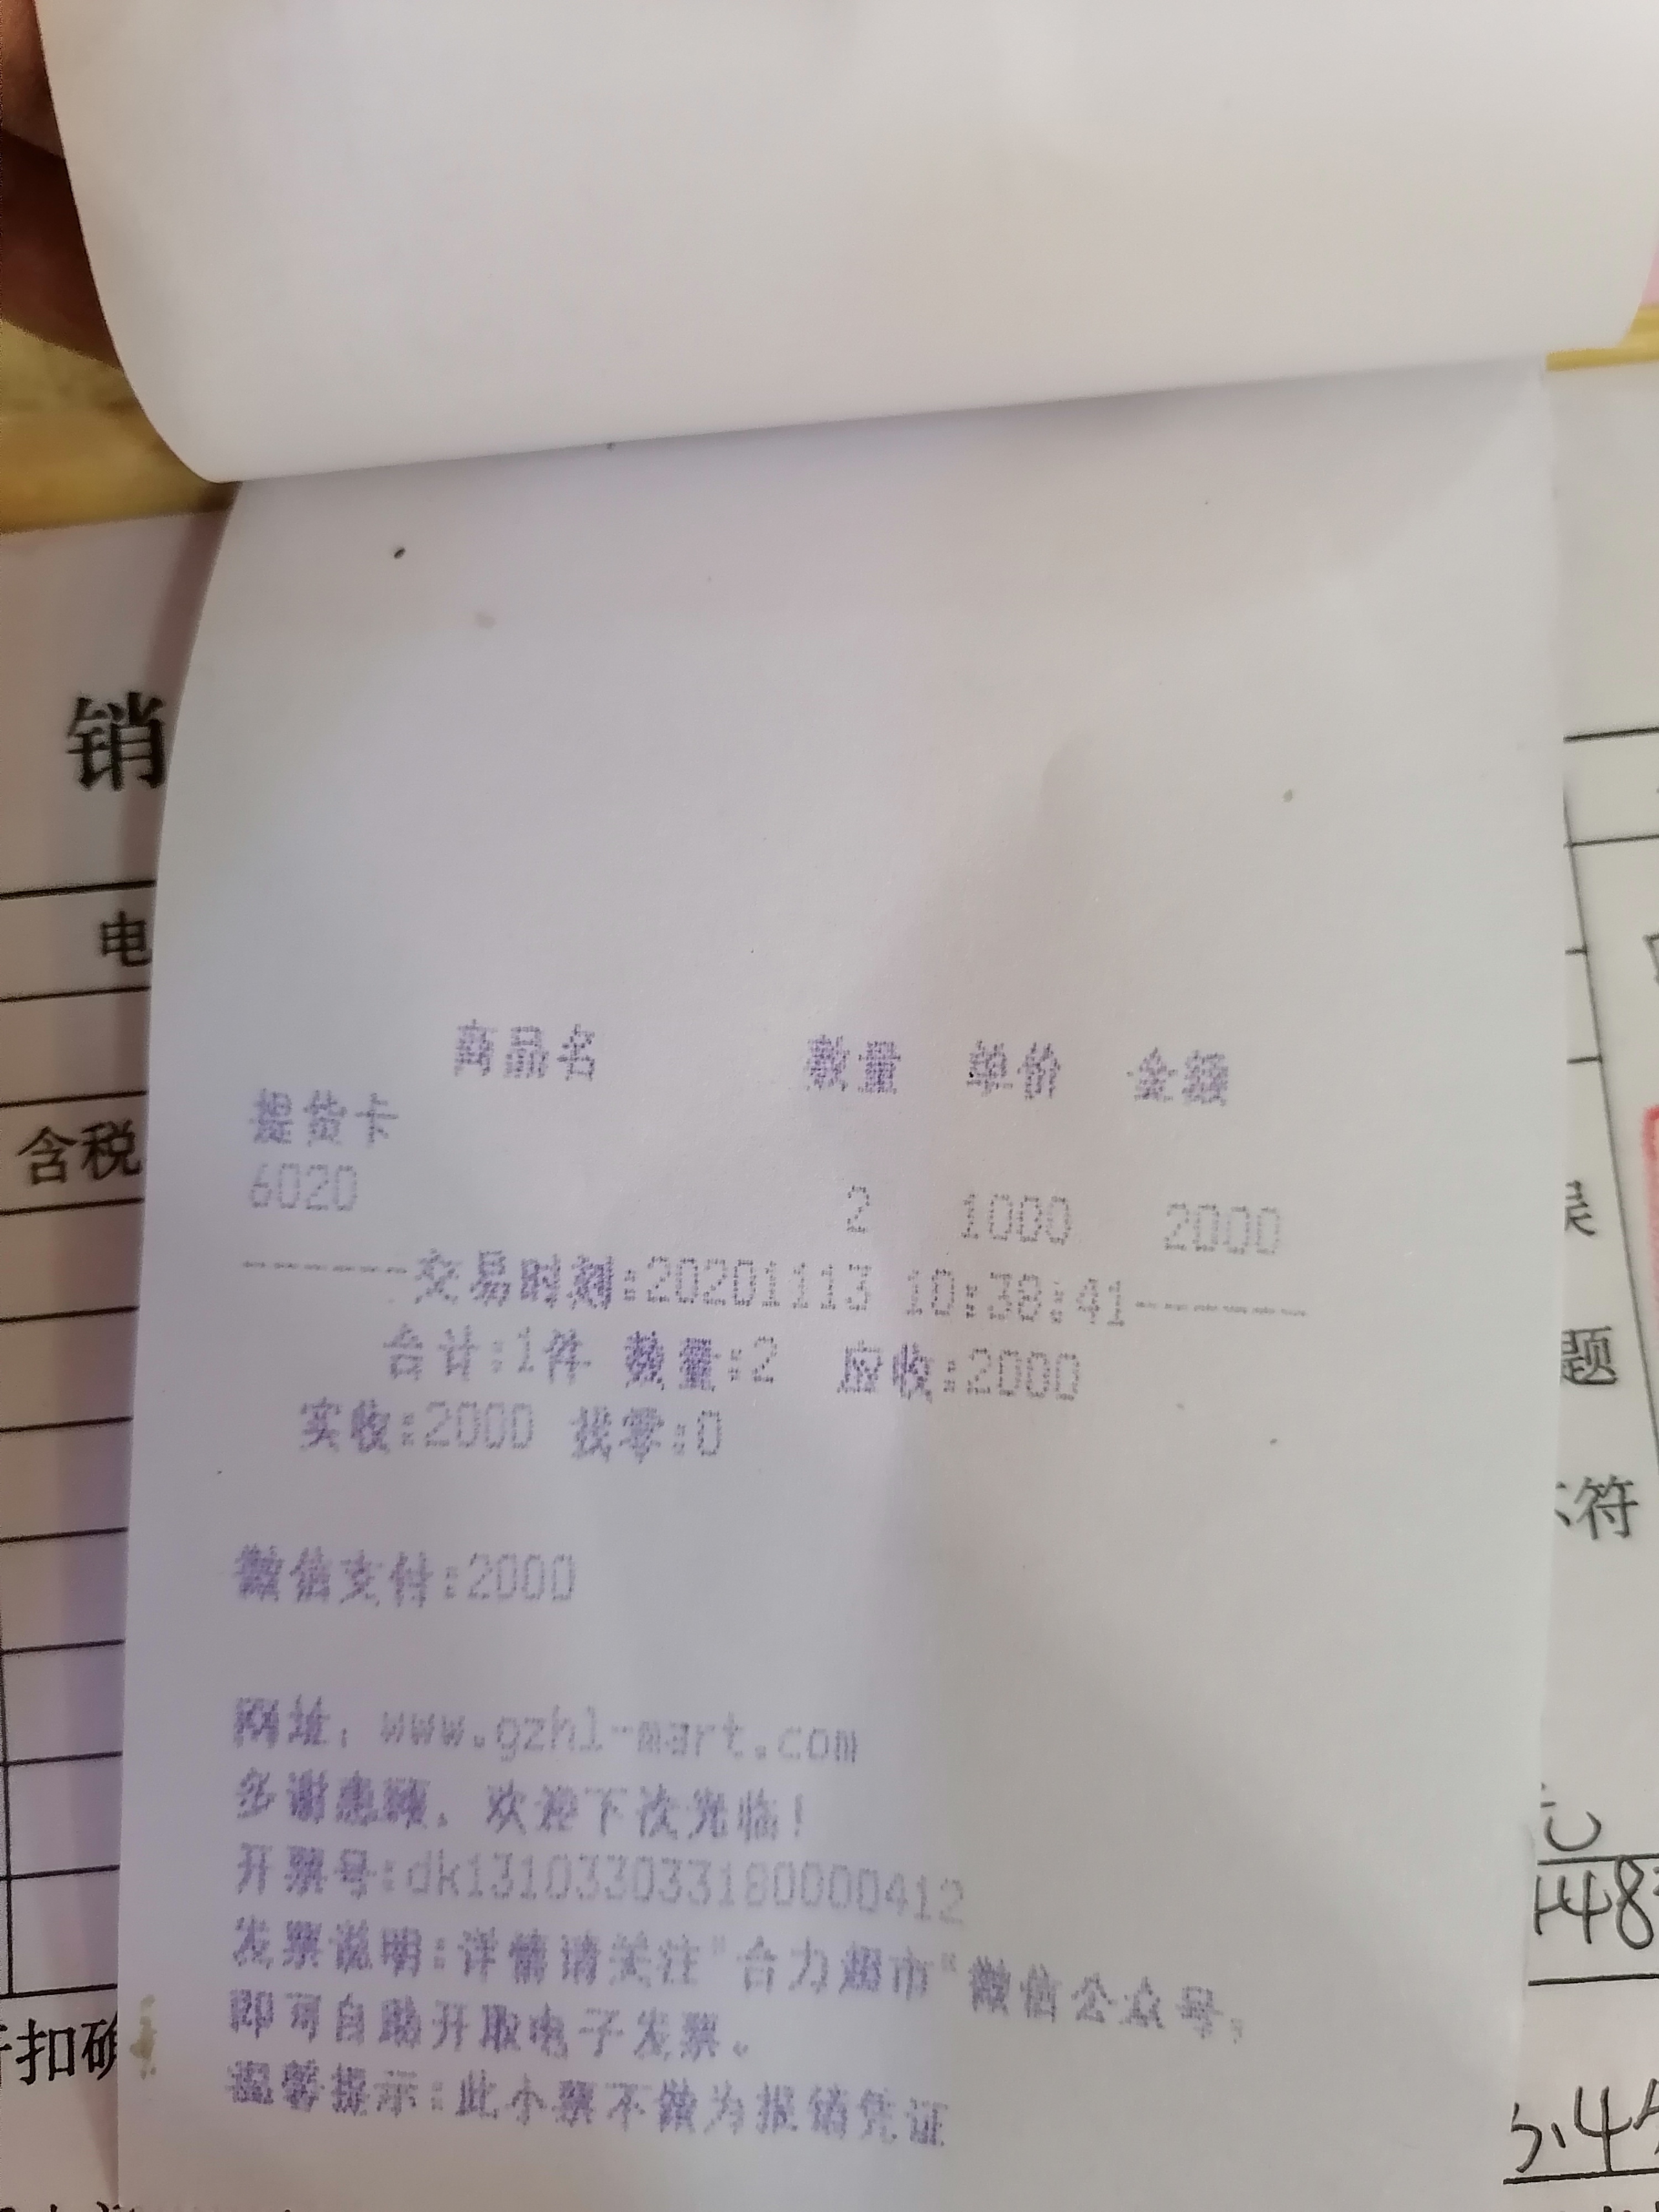 商品名 数量 单价 金额
提货卡
6020 2 1000 2000
------交易时刻:20201113 10:38:41------
合计:1件 数量:2 应收:2000
实收:2000 找零:0
微信支付:2000
网址: www.gzhl-mart.com
多谢惠顾, 欢迎下次光临!
开票号:dk131033033180000412
发票说明:详情请关注"合力超市"微信公众号,
即可自助开取电子发票。
温馨提示:此小票不做为报销凭证
销
电
含税
题
符
元
扣确